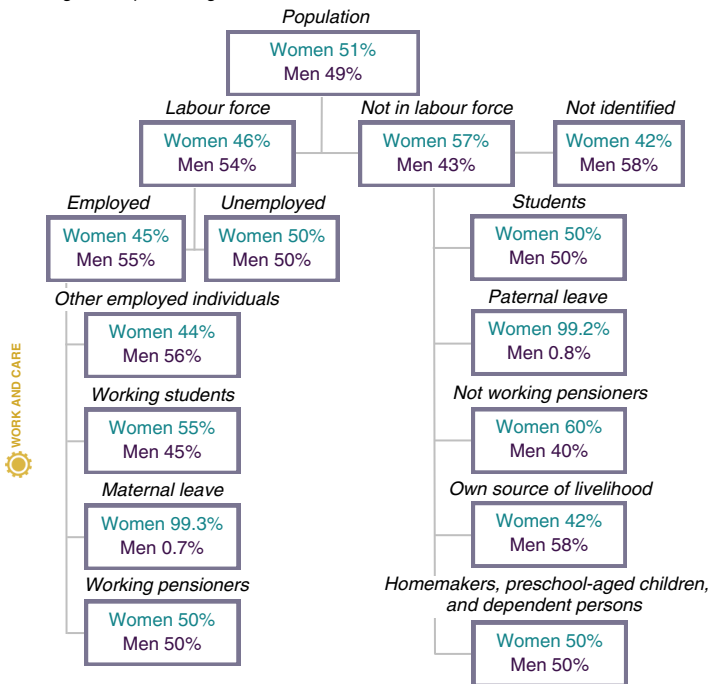 Population
Women 51%
Men 49%
Labour force
Women 46%
Men 54%
Not in labour force
Women 57%
Men 43%
Not identified
Women 42%
Men 58%
Employed
Women 45%
Men 55%
Unemployed
Women 50%
Men 50%
Other employed individuals
Women 44%
Men 56%
Working students
Women 55%
Men 45%
Maternal leave
Women 99.3%
Men 0.7%
Working pensioners
Women 50%
Men 50%
Students
Women 50%
Men 50%
Paternal leave
Women 99.2%
Men 0.8%
Not working pensioners
Women 60%
Men 40%
Own source of livelihood
Women 42%
Men 58%
Homemakers, preschool-aged children,
and dependent persons
Women 50%
Men 50%
WORK AND CARE